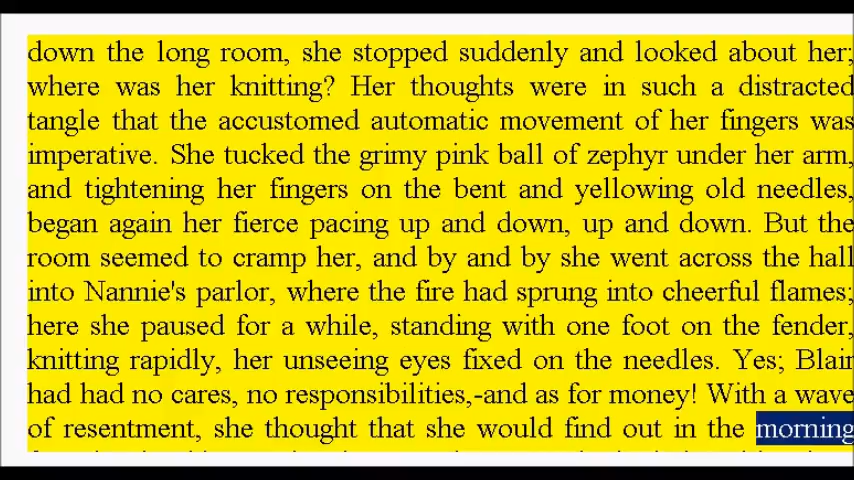 down the long room, she stopped suddenly and looked about her;
where was her knitting? Her thoughts were in such a distracted
tangle that the accustomed automatic movement of her fingers was
imperative. She tucked the grimy pink ball of zephyr under her arm,
and tightening her fingers on the bent and yellowing old needles,
began again her fierce pacing up and down, up and down. But the
room seemed to cramp her, and by and by she went across the hall
into Nannie's parlor, where the fire had sprung into cheerful flames;
here she paused for a while, standing with one foot on the fender,
knitting rapidly, her unseeing eyes fixed on the needles. Yes; Blair
had had no cares, no responsibilities,-and as for money! With a wave
of resentment, she thought that she would find out in the morning